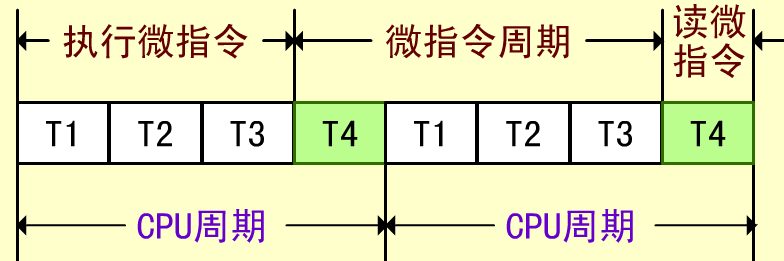 执行微指令 微指令周期 读微指令
T1 T2 T3 T4 T1 T2 T3 T4
CPU周期 CPU周期